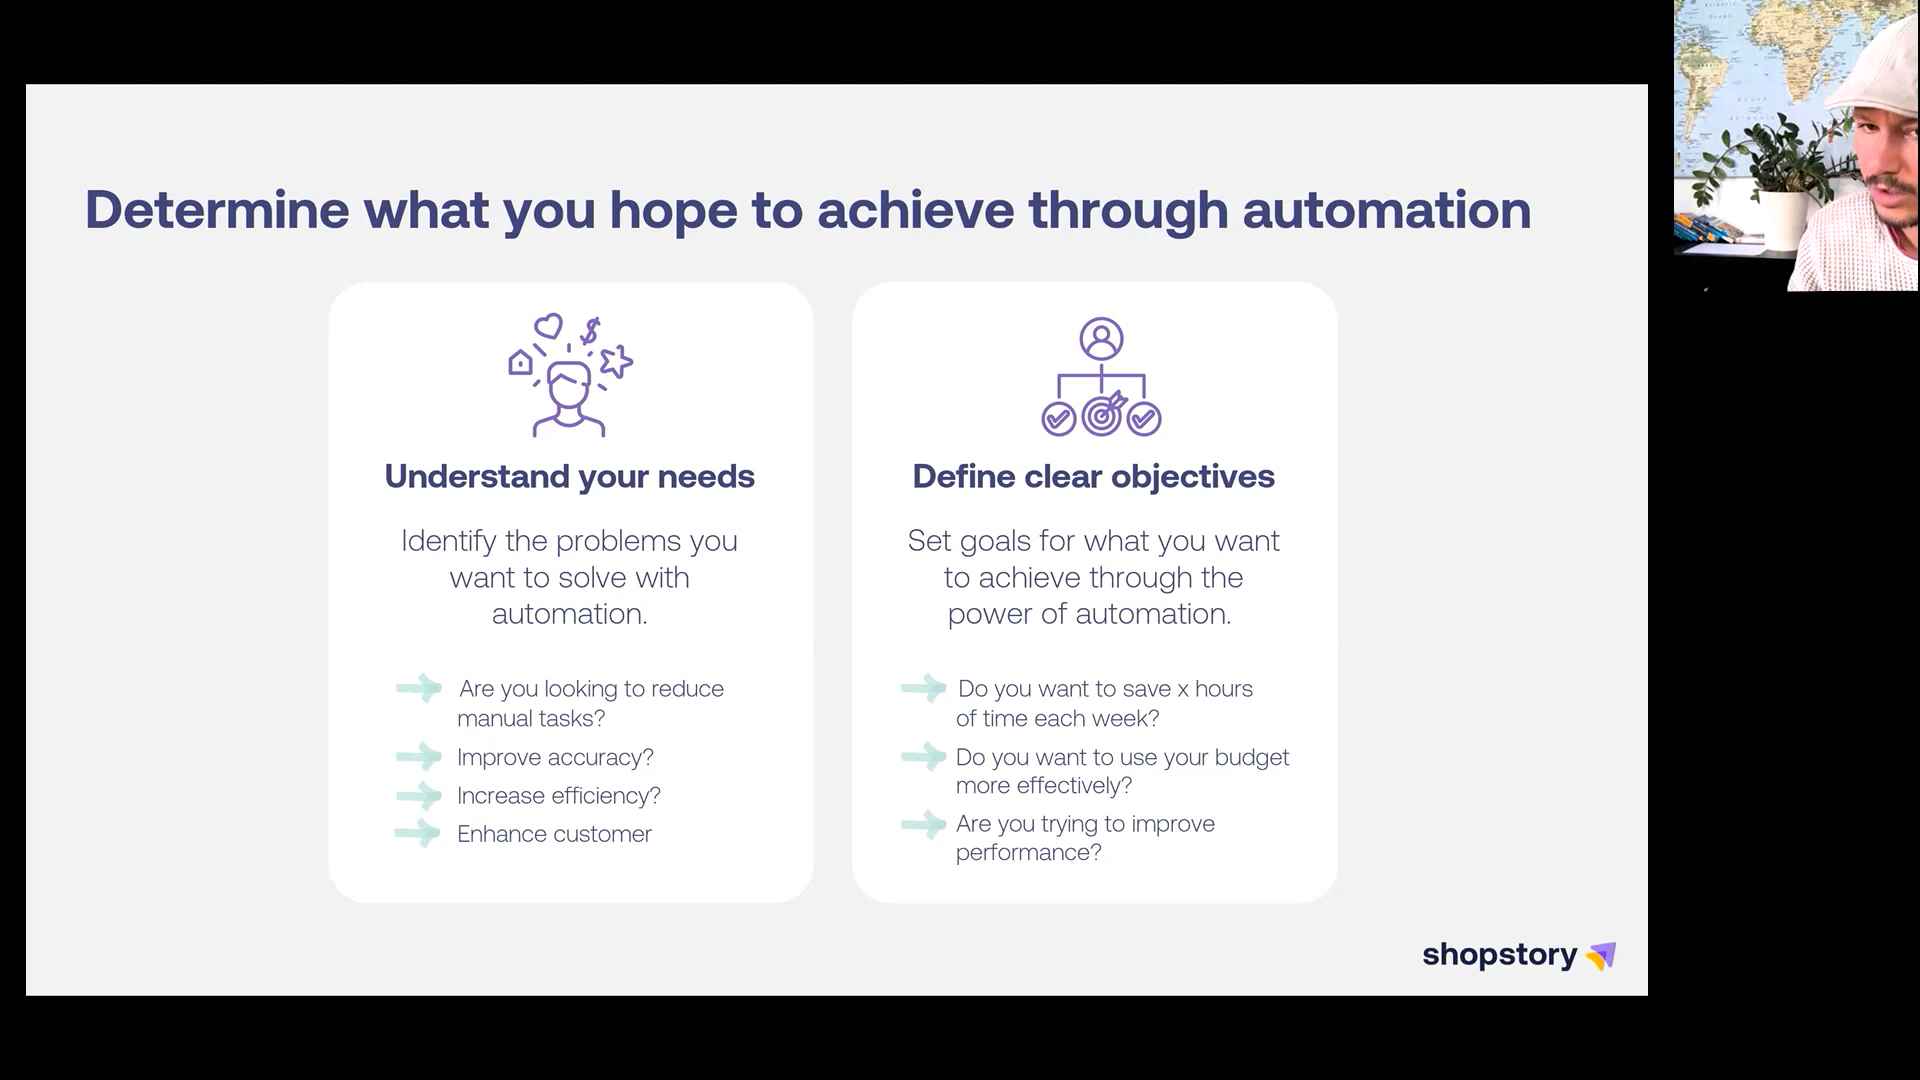 Determine what you hope to achieve through automation
Understand your needs
Identify the problems you
want to solve with
automation.
Are you looking to reduce
manual tasks?
Improve accuracy?
Increase efficiency?
Enhance customer
Define clear objectives
Set goals for what you want
to achieve through the
power of automation.
Do you want to save x hours
of time each week?
Do you want to use your budget
more effectively?
Are you trying to improve
performance?
shopstory